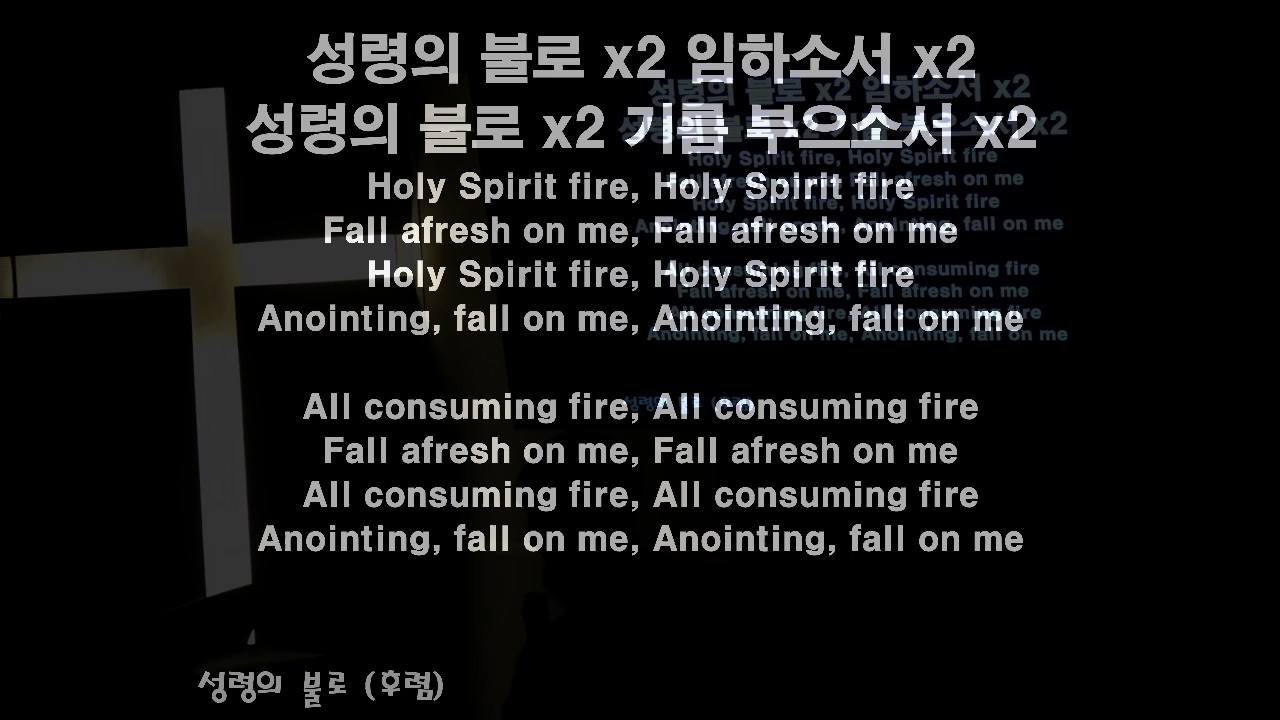 성령의 불로 x2 임하소서 x2
성령의 불로 x2 기름 부으소서 x2
Holy Spirit fire, Holy Spirit fire
Fall afresh on me, Fall afresh on me
Holy Spirit fire, Holy Spirit fire
Anointing, fall on me, Anointing, fall on me
All consuming fire, All consuming fire
Fall afresh on me, Fall afresh on me
All consuming fire, All consuming fire
Anointing, fall on me, Anointing, fall on me
성령의 불로 (후렴)